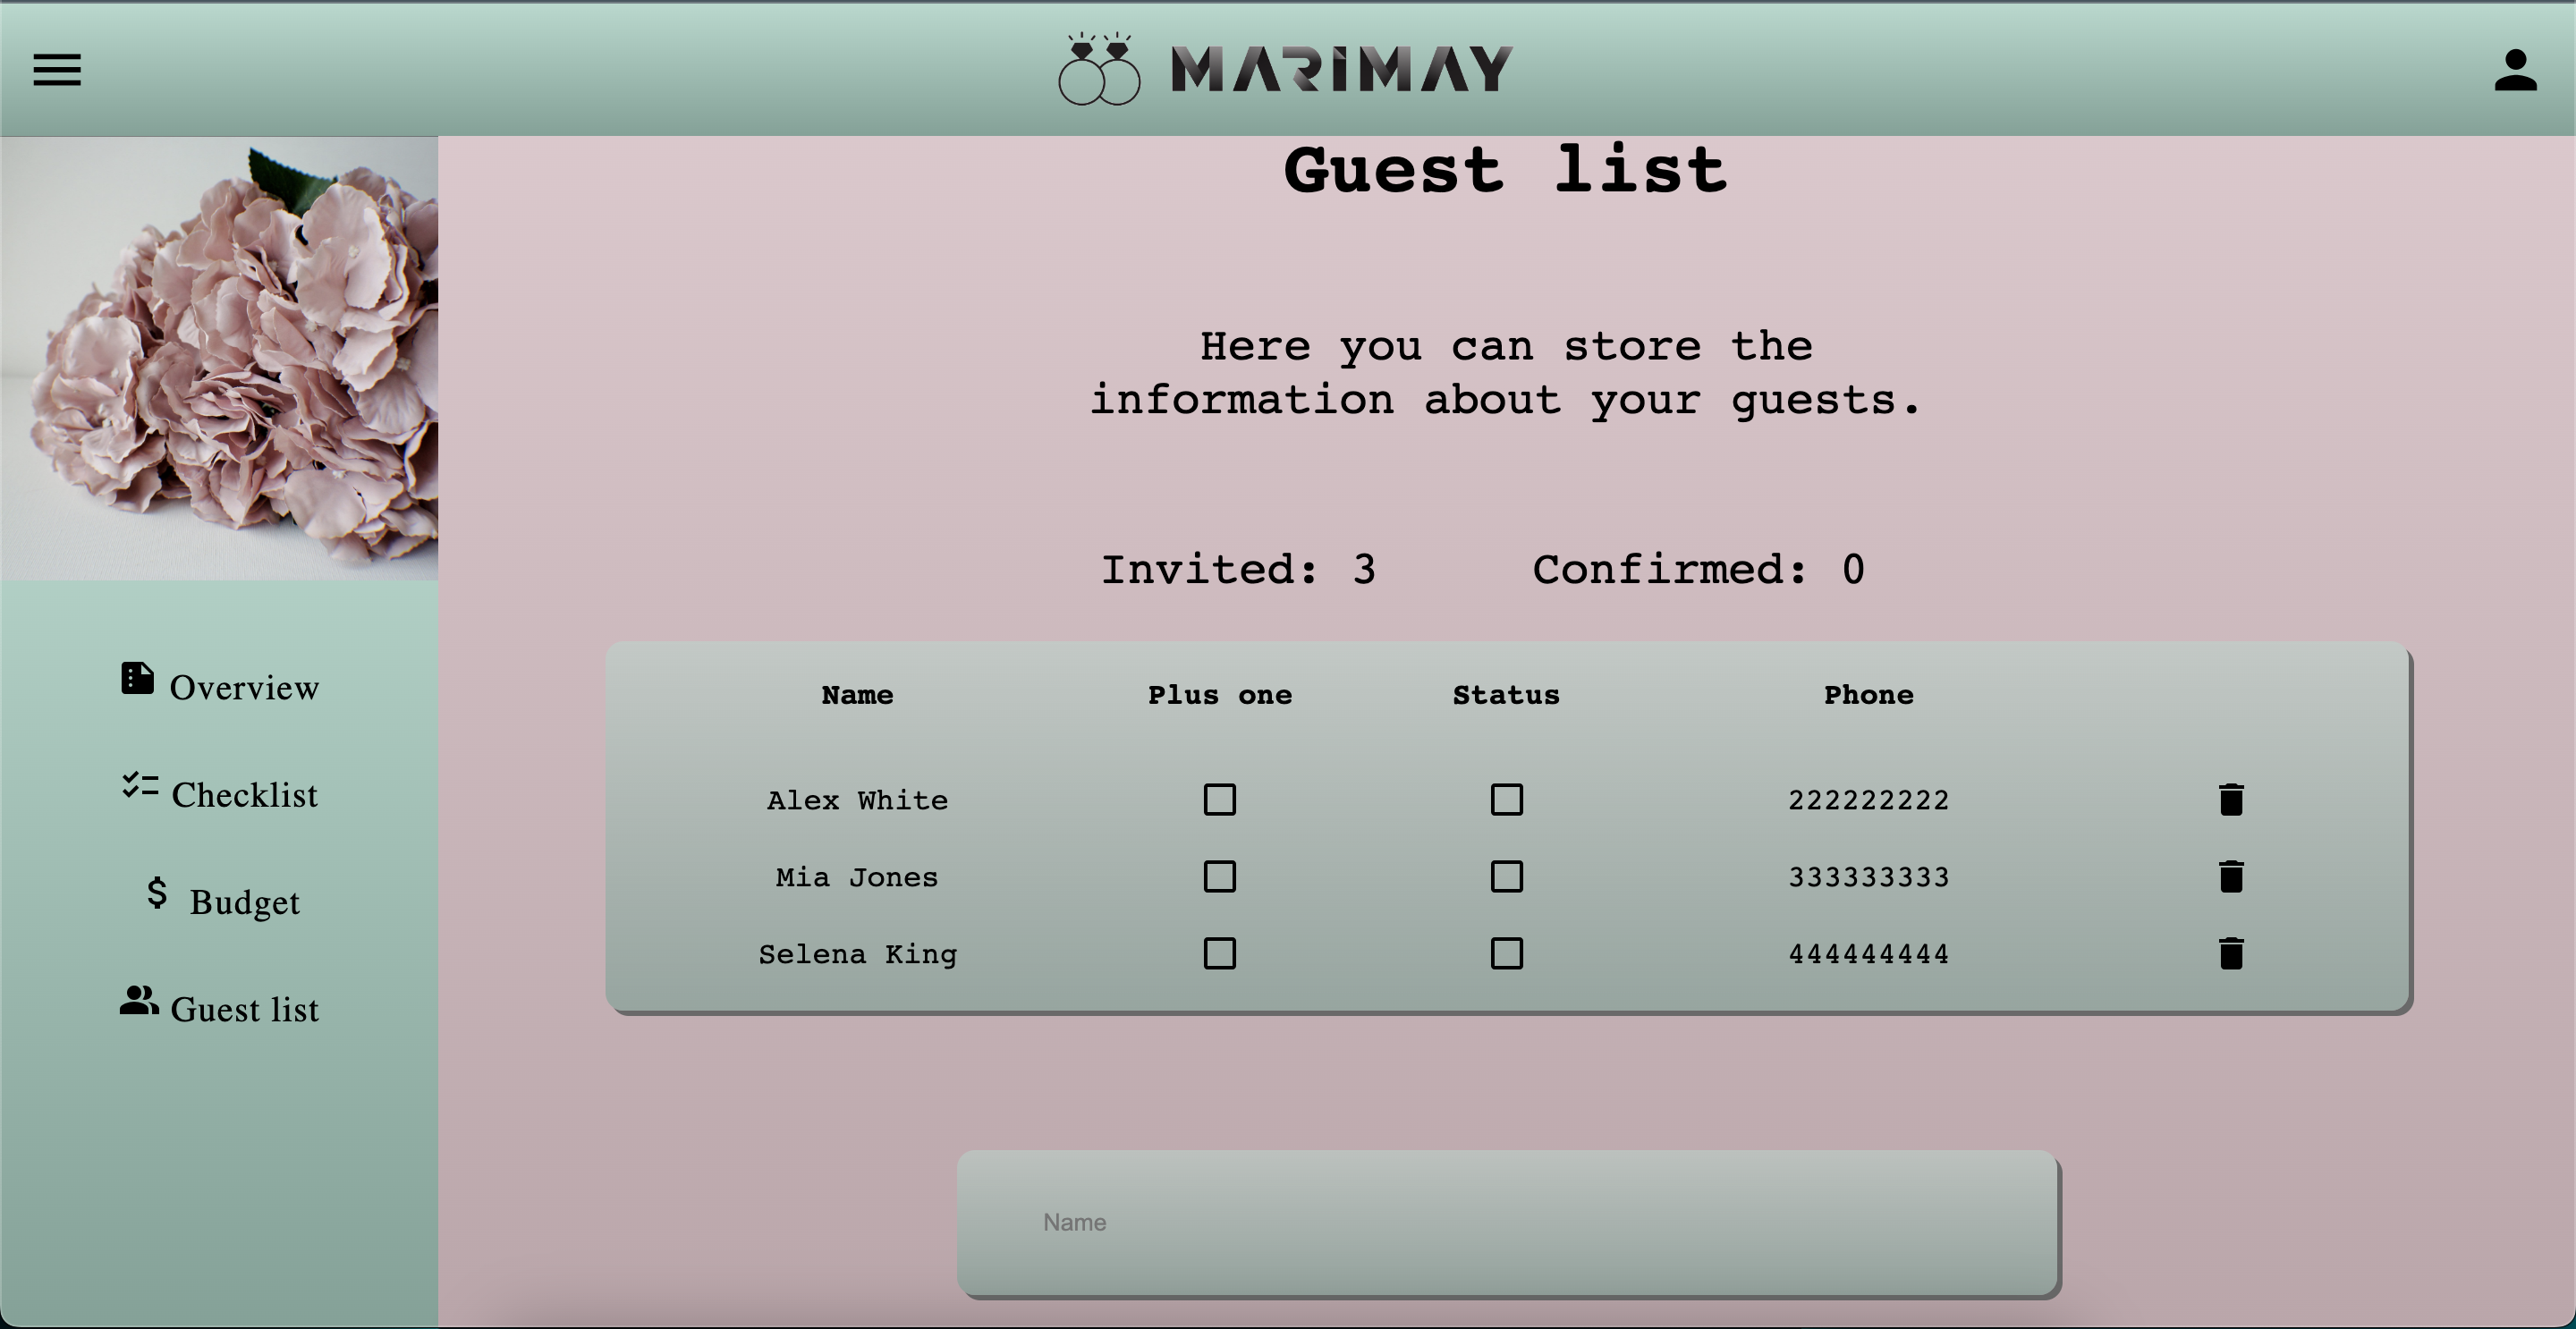 MARIMAY
Guest list
Here you can store the
information about your guests.
Invited: 3 Confirmed: 0
Overview
Checklist
$ Budget
Guest list
Name Plus one Status Phone
Alex White 222222222
Mia Jones 333333333
Selena King 444444444
Name